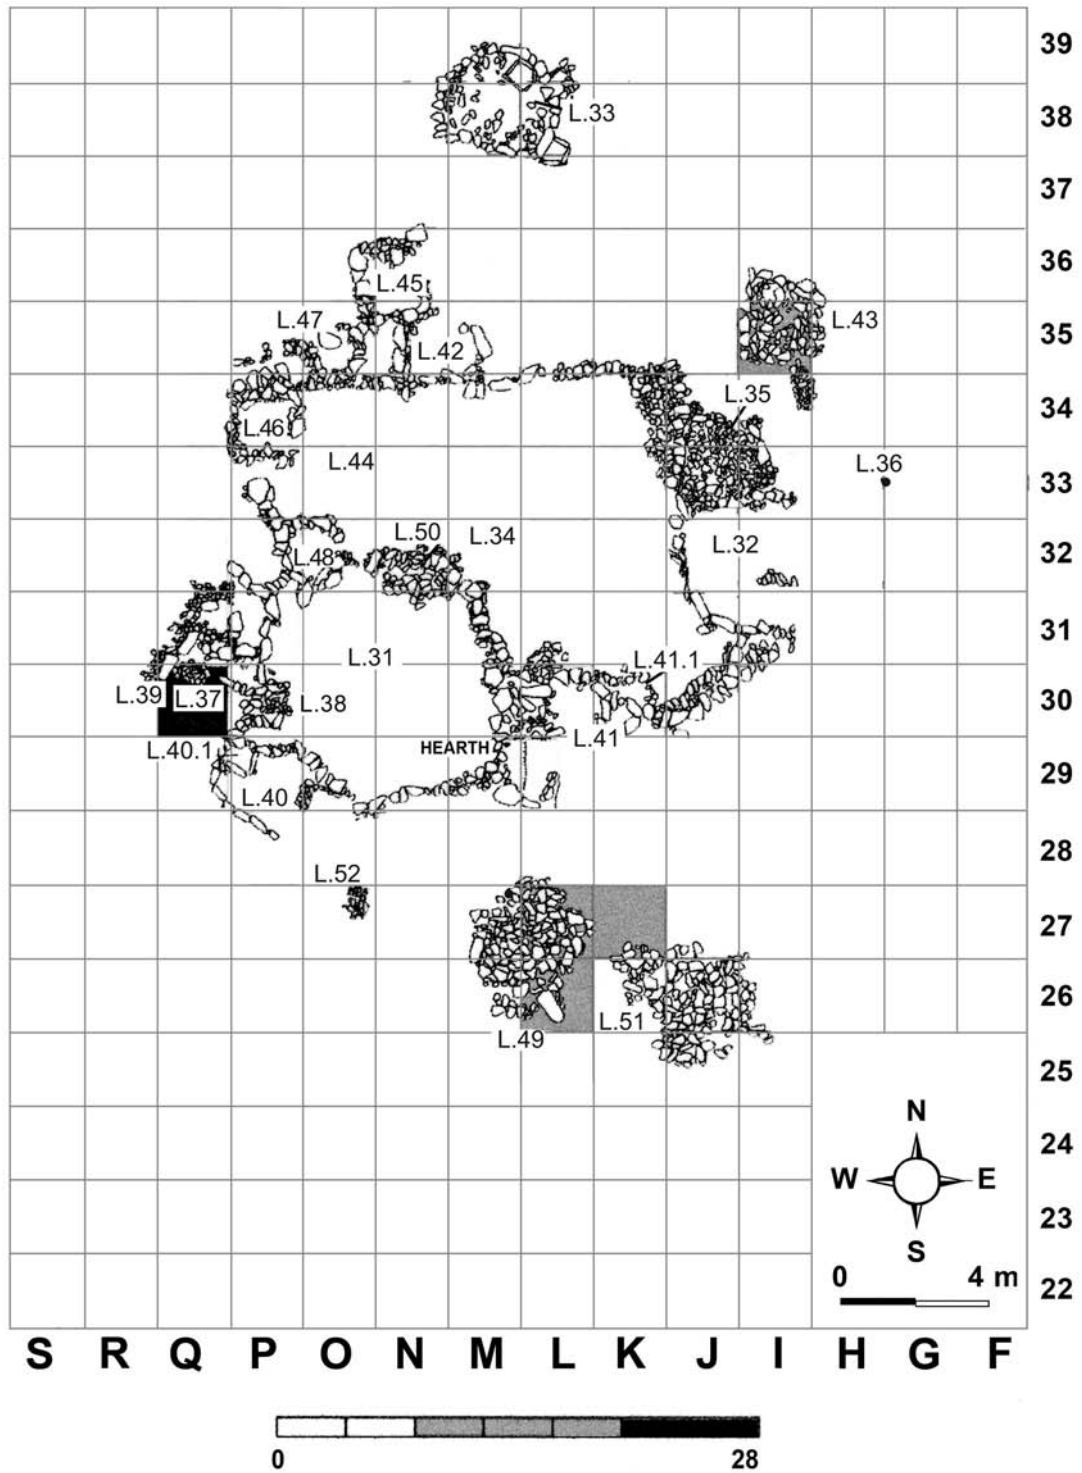 39
L.33
38
37
36
L.45
L.47
L.43
35
L.42
L.35
34
L.46
L.44
L.36
33
L.50
L.34
L.32
L.48
32
31
L.31
L.41.1
L.39
L.37
L.38
30
L.41
L.40.1
HEARTH
29
L.40
28
L.52
27
26
L.51
L.49
25
N
24
W
E
23
S
0
4 m
22
S R Q P O N M L K J I H G F
0
28